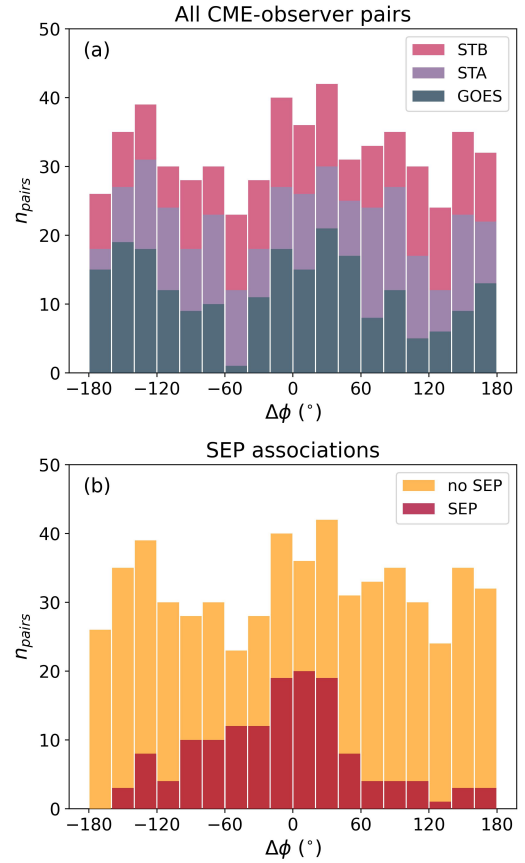 All CME-observer pairs
(a)
STB
STA
GOES
50
40
30
20
10
0
n_pairs
−180 −120 −60 0 60 120 180
Δϕ (°)
SEP associations
(b)
no SEP
SEP
50
40
30
20
10
0
n_pairs
−180 −120 −60 0 60 120 180
Δϕ (°)